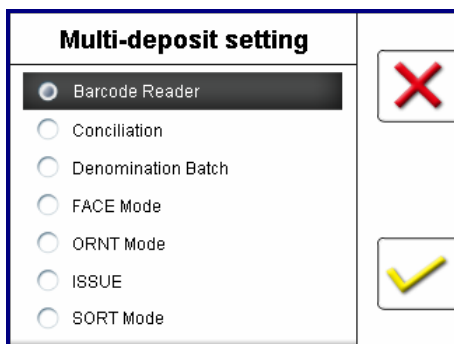 Multi-deposit setting
Barcode Reader
Conciliation
Denomination Batch
FACE Mode
ORNT Mode
ISSUE
SORT Mode